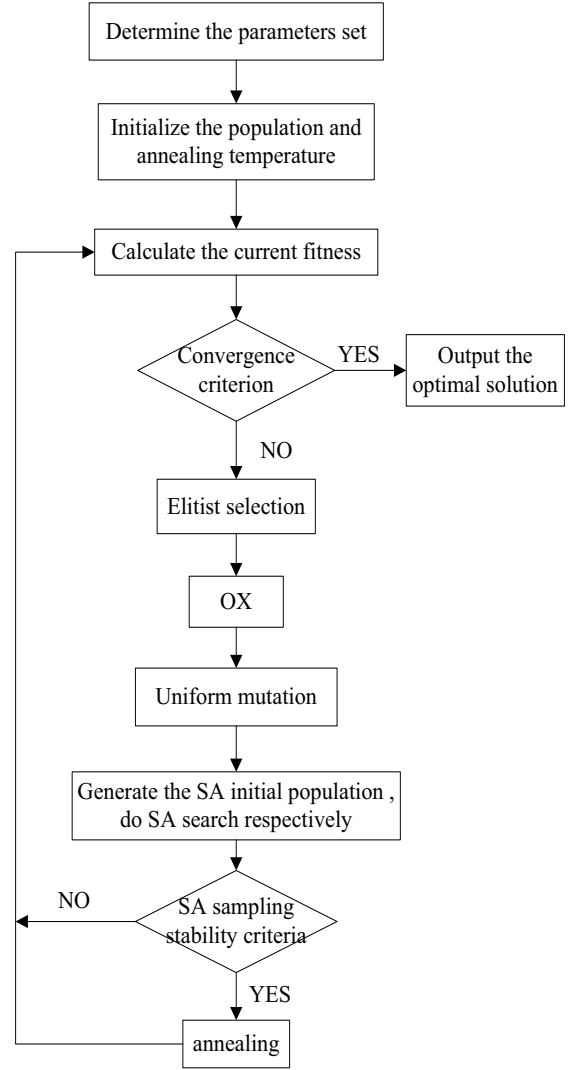 Determine the parameters set
Initialize the population and
annealing temperature
Calculate the current fitness
Convergence
criterion
YES
Output the
optimal solution
NO
Elitist selection
OX
Uniform mutation
Generate the SA initial population ,
do SA search respectively
NO
SA sampling
stability criteria
YES
annealing